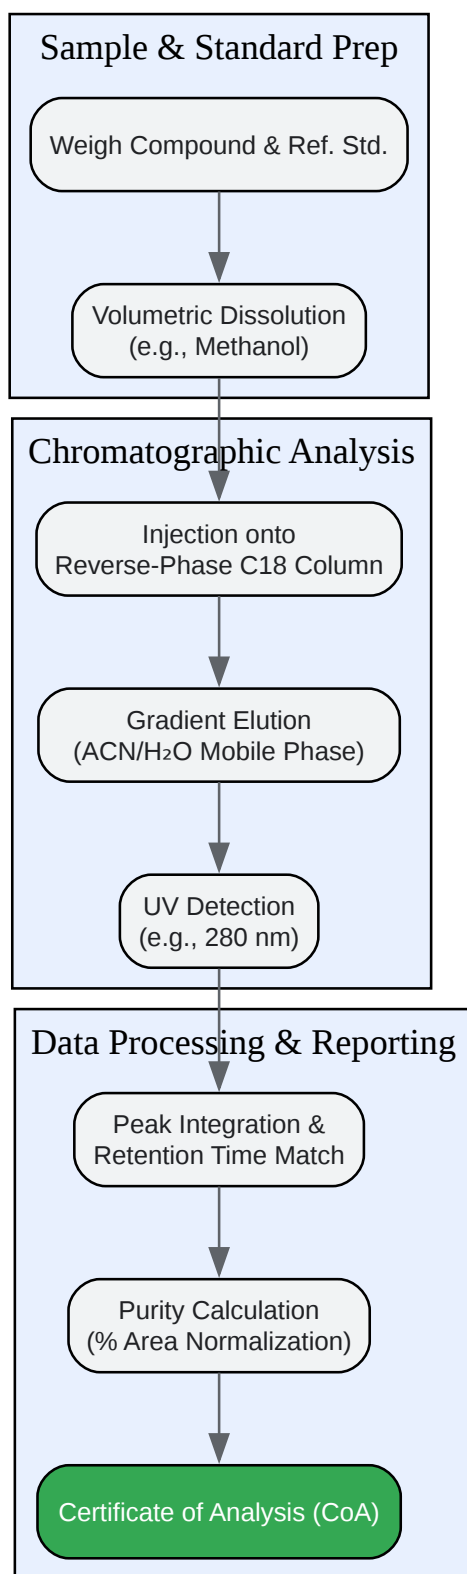 Sample & Standard Prep
Weigh Compound & Ref. Std.
Volumetric Dissolution
(e.g., Methanol)
Chromatographic Analysis
Injection onto
Reverse-Phase C18 Column
Gradient Elution
(ACN/H₂O Mobile Phase)
UV Detection
(e.g., 280 nm)
Data Processing & Reporting
Peak Integration &
Retention Time Match
Purity Calculation
(% Area Normalization)
Certificate of Analysis (CoA)